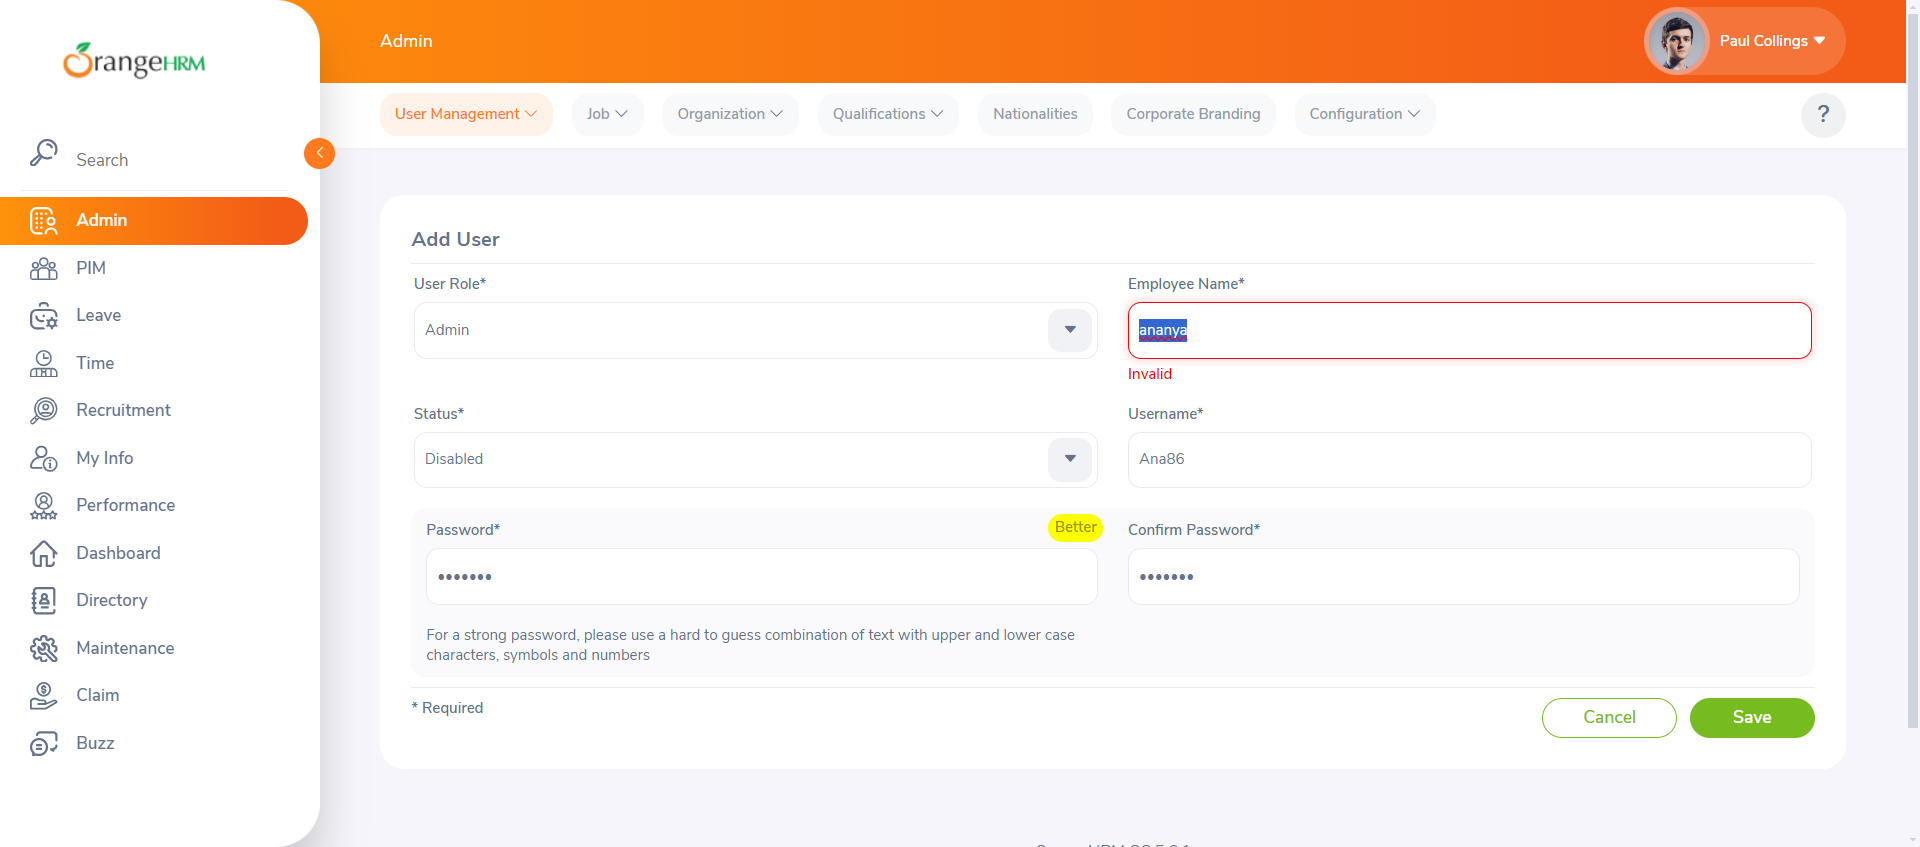 OrangeHRM
Admin
Paul Collings
User Management
Job
Organization
Qualifications
Nationalities
Corporate Branding
Configuration
?
Search
Admin
PIM
Leave
Time
Recruitment
My Info
Performance
Dashboard
Directory
Maintenance
Claim
Buzz
Add User
User Role*
Employee Name*
Admin
ananya
Invalid
Status*
Username*
Disabled
Ana86
Password*
Better
Confirm Password*
•••••••
•••••••
For a strong password, please use a hard to guess combination of text with upper and lower case
characters, symbols and numbers
* Required
Cancel
Save